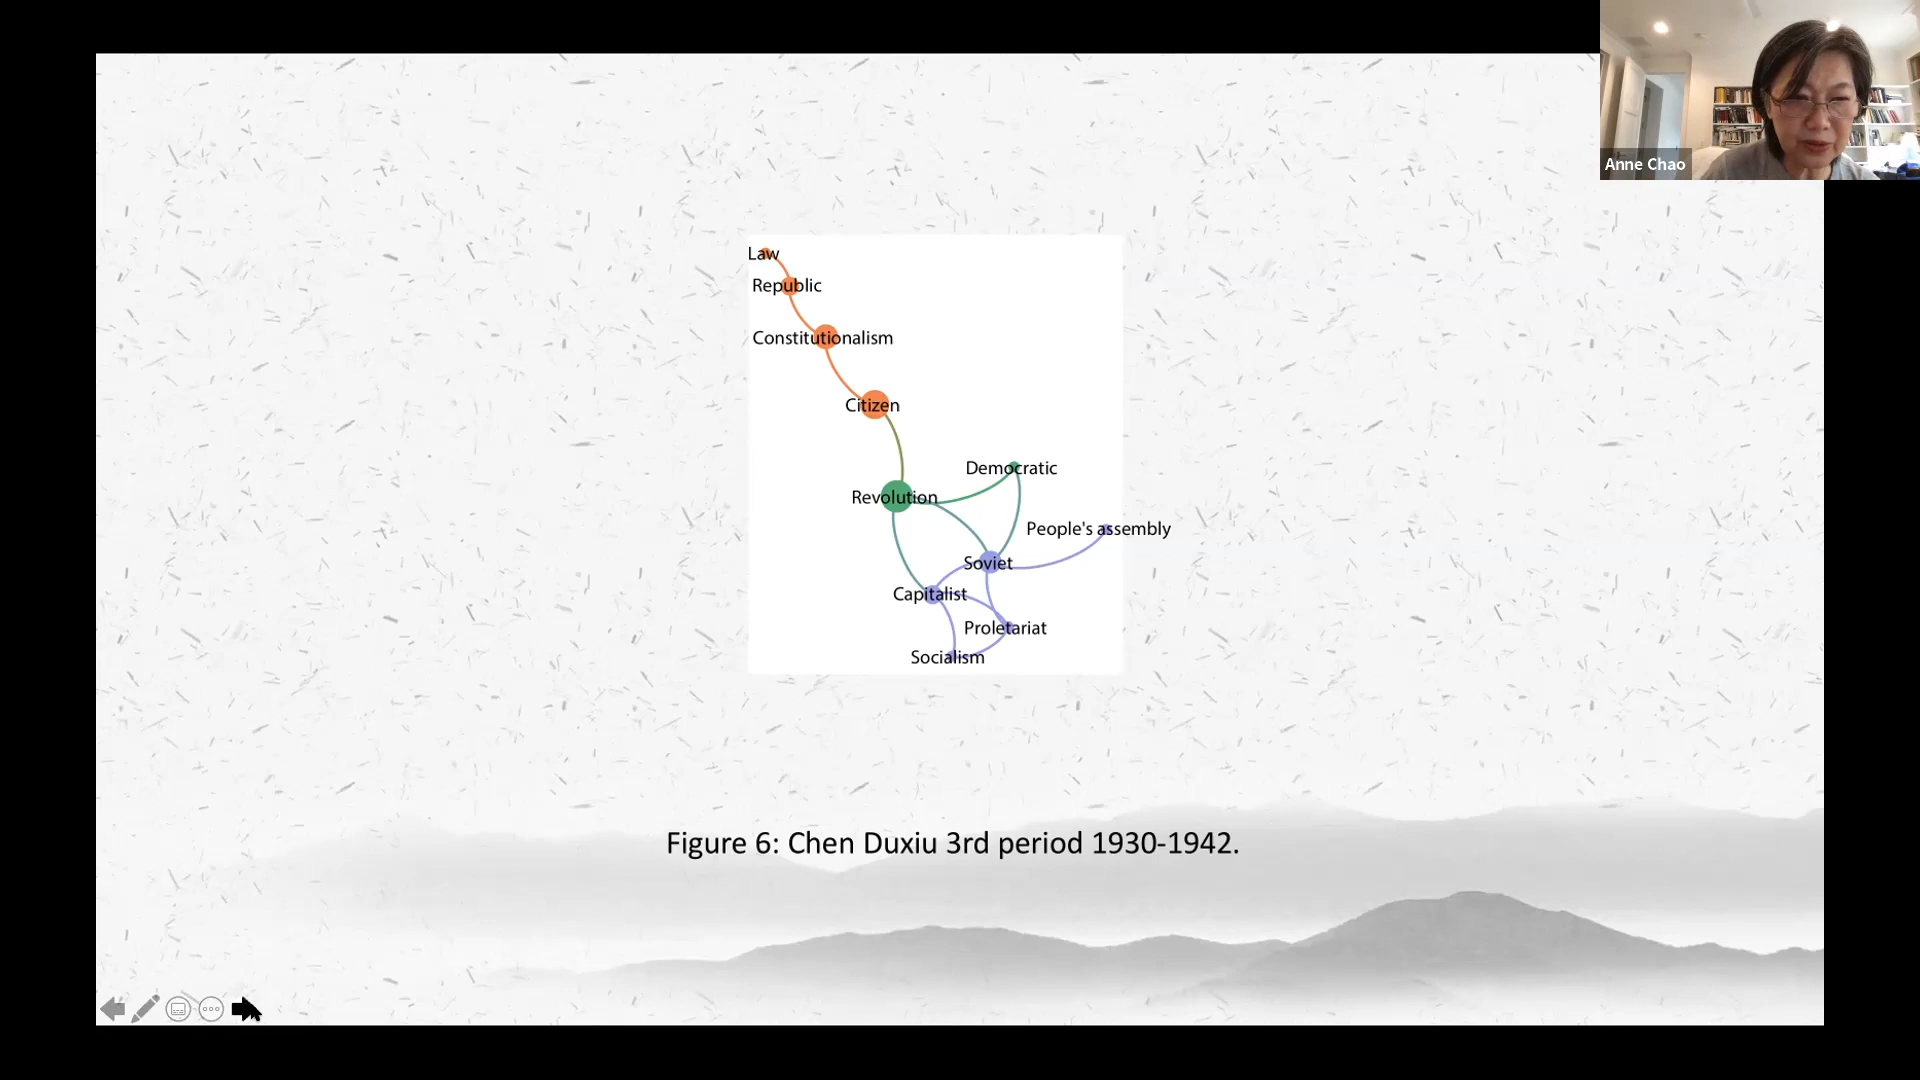 Anne Chao
Law
Republic
Constitutionalism
Citizen
Democratic
Revolution
People's assembly
Soviet
Capitalist
Proletariat
Socialism
Figure 6: Chen Duxiu 3rd period 1930-1942.